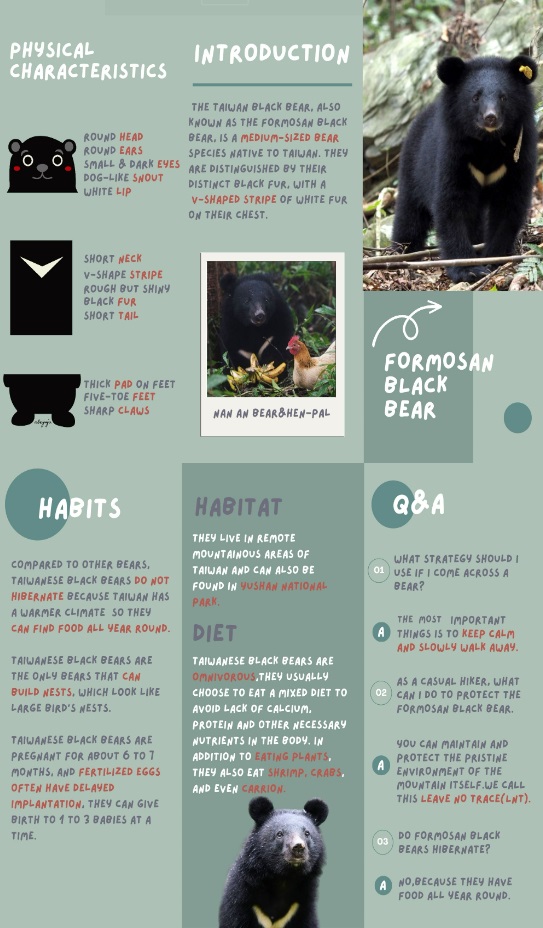 PHYSICAL
CHARACTERISTICS
ROUND HEAD
ROUND EARS
SMALL & DARK EYES
DOG-LIKE SNOUT
WHITE LIP
SHORT NECK
V-SHAPE STRIPE
ROUGH BUT SHINY
BLACK FUR
SHORT TAIL
THICK PAD ON FEET
FIVE-TOE FEET
SHARP CLAWS
INTRODUCTION
THE TAIWAN BLACK BEAR, ALSO
KNOWN AS THE FORMOSAN BLACK
BEAR, IS A MEDIUM-SIZED BEAR
SPECIES NATIVE TO TAIWAN. THEY
ARE DISTINGUISHED BY THEIR
DISTINCT BLACK FUR, WITH A
V-SHAPED STRIPE OF WHITE FUR
ON THEIR CHEST.
NAN AN BEAR&HEN-PAL
FORMOSAN
BLACK
BEAR
HABITS
COMPARED TO OTHER BEARS,
TAIWANESE BLACK BEARS DO NOT
HIBERNATE BECAUSE TAIWAN HAS
A WARMER CLIMATE SO THEY
CAN FIND FOOD ALL YEAR ROUND.
TAIWANESE BLACK BEARS ARE
THE ONLY BEARS THAT CAN
BUILD NESTS, WHICH LOOK LIKE
LARGE BIRD'S NESTS.
TAIWANESE BLACK BEARS ARE
PREGNANT FOR ABOUT 6 TO 7
MONTHS, AND FERTILIZED EGGS
OFTEN HAVE DELAYED
IMPLANTATION. THEY CAN GIVE
BIRTH TO 1 TO 3 BABIES AT A
TIME.
HABITAT
THEY LIVE IN REMOTE
MOUNTAINOUS AREAS OF
TAIWAN AND CAN ALSO BE
FOUND IN YUSHAN NATIONAL
PARK.
DIET
TAIWANESE BLACK BEARS ARE
OMNIVOROUS.THEY USUALLY
CHOOSE TO EAT A MIXED DIET TO
AVOID LACK OF CALCIUM,
PROTEIN AND OTHER NECESSARY
NUTRIENTS IN THE BODY. IN
ADDITION TO EATING PLANTS,
THEY ALSO EAT SHRIMP, CRABS,
AND EVEN CARRION.
Q&A
01 WHAT STRATEGY SHOULD I
USE IF I COME ACROSS A
BEAR?
A THE MOST IMPORTANT
THINGS IS TO KEEP CALM
AND SLOWLY WALK AWAY.
02 AS A CASUAL HIKER, WHAT
CAN I DO TO PROTECT THE
FORMOSAN BLACK BEAR.
A YOU CAN MAINTAIN AND
PROTECT THE PRISTINE
ENVIRONMENT OF THE
MOUNTAIN ITSELF.WE CALL
THIS LEAVE NO TRACE(LNT).
03 DO FORMOSAN BLACK
BEARS HIBERNATE?
A NO,BECAUSE THEY HAVE
FOOD ALL YEAR ROUND.